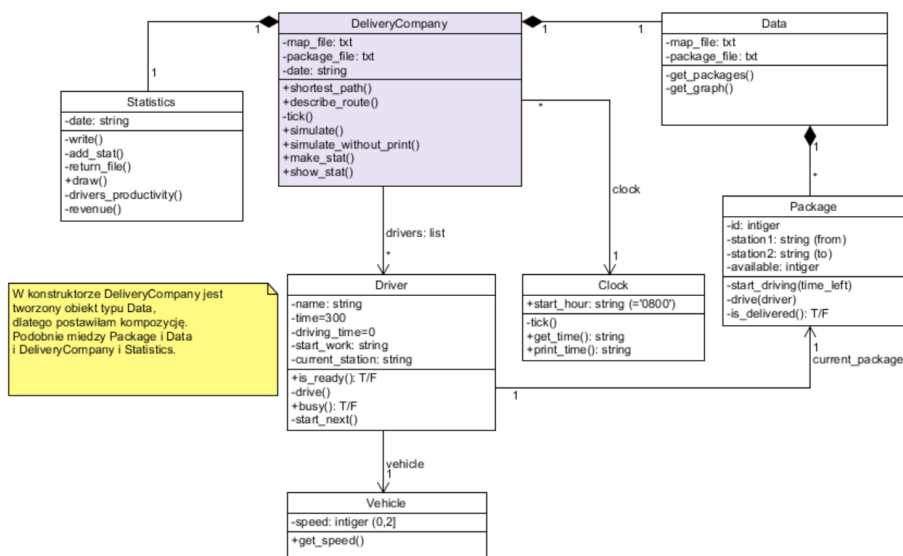 DeliveryCompany
-map_file: txt
-package_file: txt
-date: string
+shortest_path()
+describe_route()
-tick()
+simulate()
+simulate_without_print()
+make_stat()
+show_stat()
1
1
1
1
Data
-map_file: txt
-package_file: txt
-get_packages()
-get_graph()
Statistics
-date: string
-write()
-add_stat()
-return_file()
+draw()
-drivers_productivity()
-revenue()
*
clock
1
drivers: list
*
1
*
Package
-id: intiger
-station1: string (from)
-station2: string (to)
-available: intiger
-start_driving(time_left)
-drive(driver)
-is_delivered(): T/F
W konstruktorze DeliveryCompany jest
tworzony obiekt typu Data,
dlatego postawiłam kompozycję.
Podobnie miedzy Package i Data
i DeliveryCompany i Statistics.
Driver
-name: string
-time=300
-driving_time=0
-start_work: string
-current_station: string
+is_ready(): T/F
-drive()
+busy(): T/F
-start_next()
Clock
+start_hour: string (='0800')
-tick()
+get_time(): string
+print_time(): string
1
current_package
1
vehicle
1
Vehicle
-speed: intiger (0,2]
+get_speed()